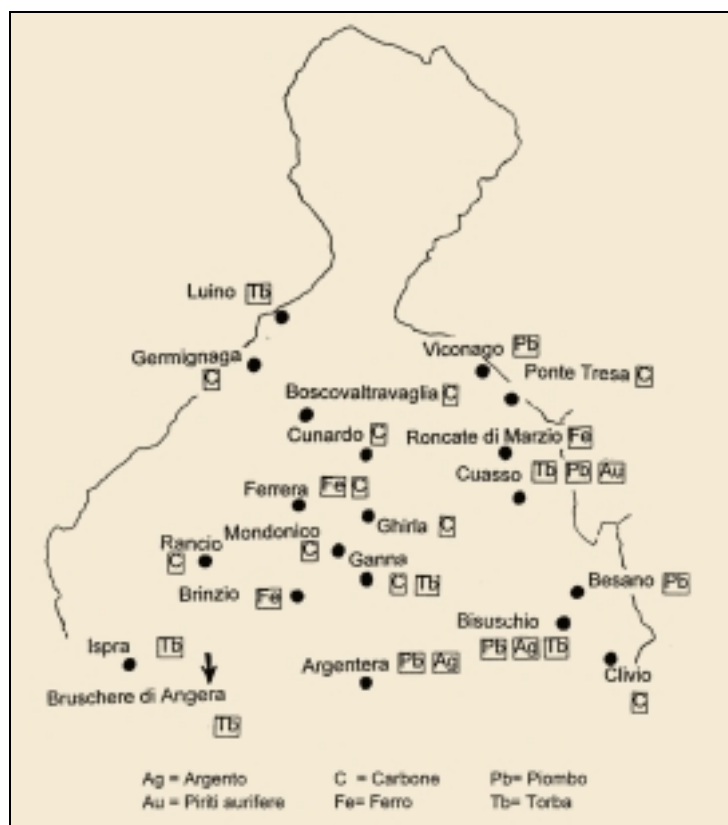 Luino Tb
Germignaga
C
Viconago Pb
Ponte Tresa C
Boscovaltravaglia C
Cunardo C
Roncate di Marzio Fe
Cuasso Tb Pb Au
Ferrera Fe C
Ghirla C
Mondonico
C
Rancio
C
Ganna
C Tb
Brinzio Fe
Besano Pb
Bisuschio
Pb Ag Tb
Ispra Tb
Argentera Pb Ag
Clivio
C
Bruschere di Angera
Tb
Ag = Argento C = Carbone Pb= Piombo
Au = Piriti aurifere Fe= Ferro Tb= Torba